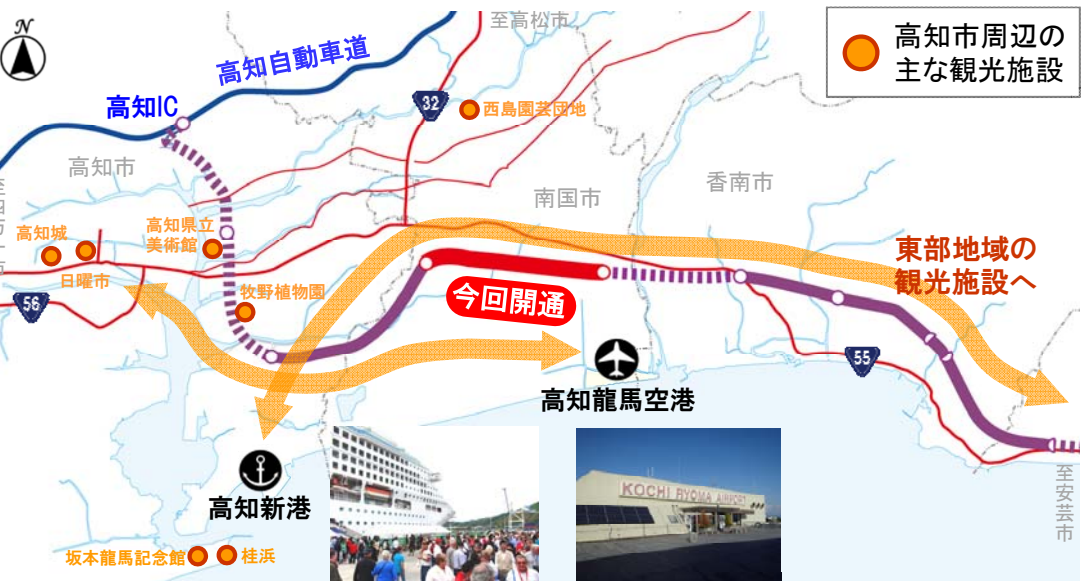 N
至高松市
高知市周辺の
主な観光施設
高知自動車道
高知IC
32
西島園芸団地
高知市
南国市
香南市
至四万十市
高知城
高知県立
美術館
日曜市
東部地域の
観光施設へ
56
牧野植物園
今回開通
55
高知龍馬空港
高知新港
KOCHI RYOMA AIRPORT
至安芸市
坂本龍馬記念館
桂浜